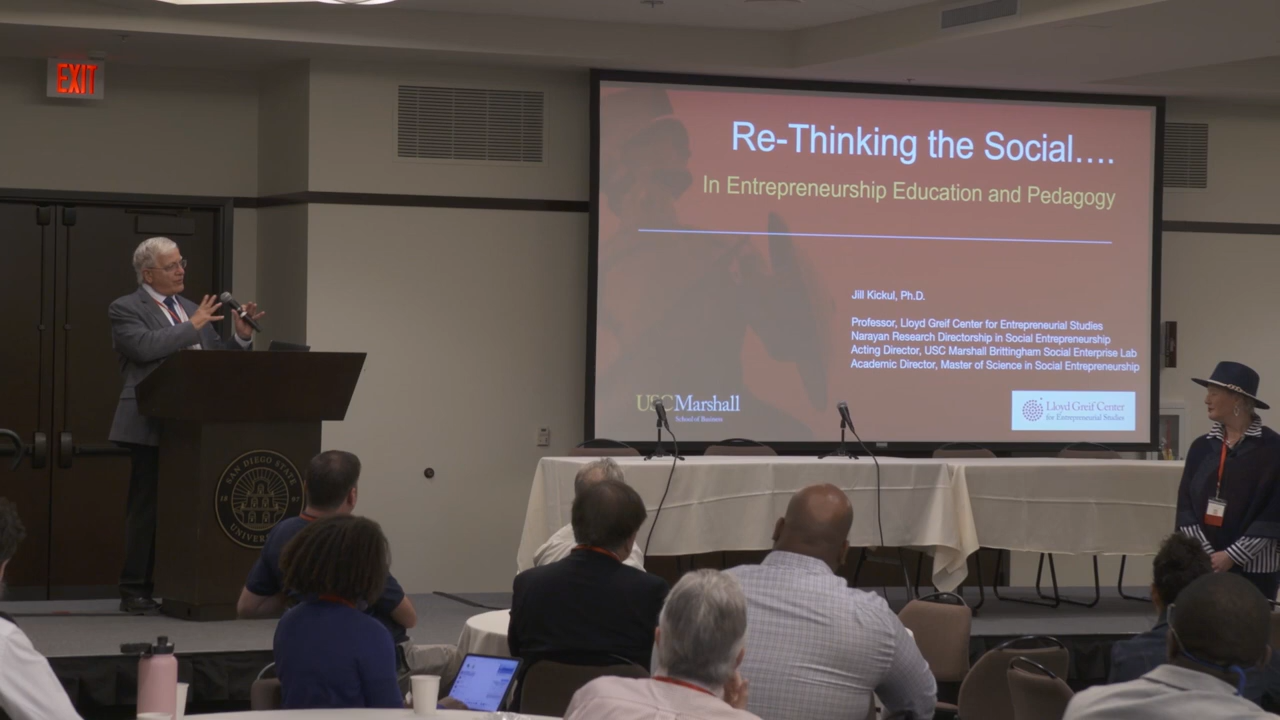 EXIT
Re-Thinking the Social....
In Entrepreneurship Education and Pedagogy
Jill Kickul, Ph.D.
Professor, Lloyd Greif Center for Entrepreneurial Studies
Narayan Research Directorship in Social Entrepreneurship
Acting Director, USC Marshall Brittingham Social Enterprise Lab
Academic Director, Master of Science in Social Entrepreneurship
USC Marshall
School of Business
Lloyd Greif Center
for Entrepreneurial Studies
SAN DIEGO STATE
18 97
UNIVERSITY